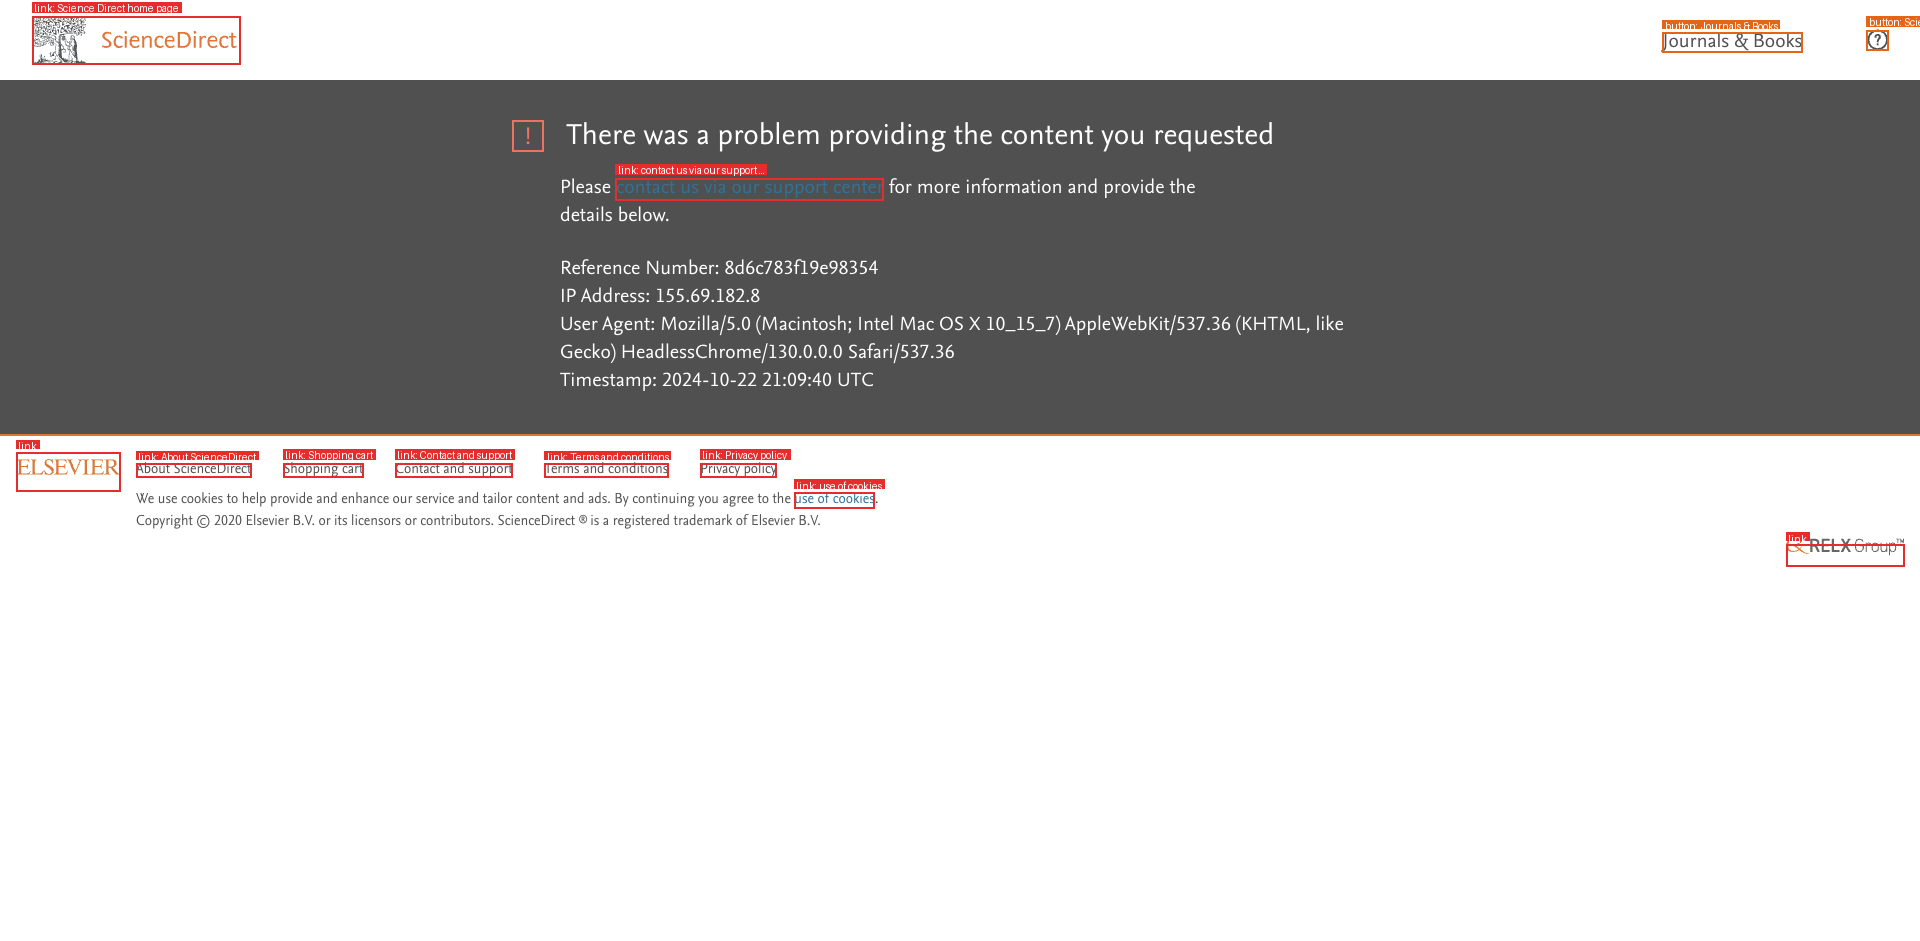 link: Science Direct home page
ScienceDirect
button: Journals & Books
Journals & Books
button: Scie
?
! There was a problem providing the content you requested
link: contact us via our support...
Please contact us via our support center for more information and provide the
details below.
Reference Number: 8d6c783f19e98354
IP Address: 155.69.182.8
User Agent: Mozilla/5.0 (Macintosh; Intel Mac OS X 10_15_7) AppleWebKit/537.36 (KHTML, like
Gecko) HeadlessChrome/130.0.0.0 Safari/537.36
Timestamp: 2024-10-22 21:09:40 UTC
link
ELSEVIER
link: About ScienceDirect link: Shopping cart link: Contact and support link: Terms and conditions link: Privacy policy
About ScienceDirect Shopping cart Contact and support Terms and conditions Privacy policy
link: use of cookies
We use cookies to help provide and enhance our service and tailor content and ads. By continuing you agree to the use of cookies.
Copyright © 2020 Elsevier B.V. or its licensors or contributors. ScienceDirect ® is a registered trademark of Elsevier B.V.
link
RELX Group™